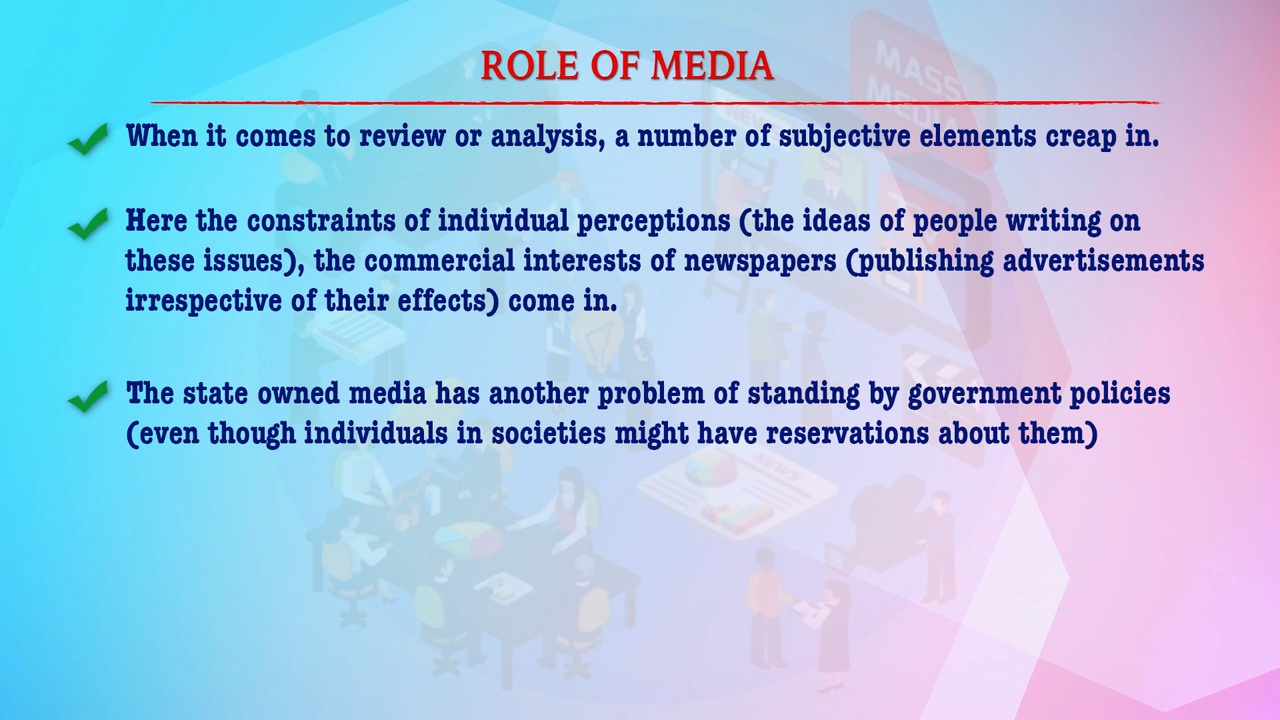 ROLE OF MEDIA
When it comes to review or analysis, a number of subjective elements creap in.
Here the constraints of individual perceptions (the ideas of people writing on
these issues), the commercial interests of newspapers (publishing advertisements
irrespective of their effects) come in.
The state owned media has another problem of standing by government policies
(even though individuals in societies might have reservations about them)
MASS
MEDIA